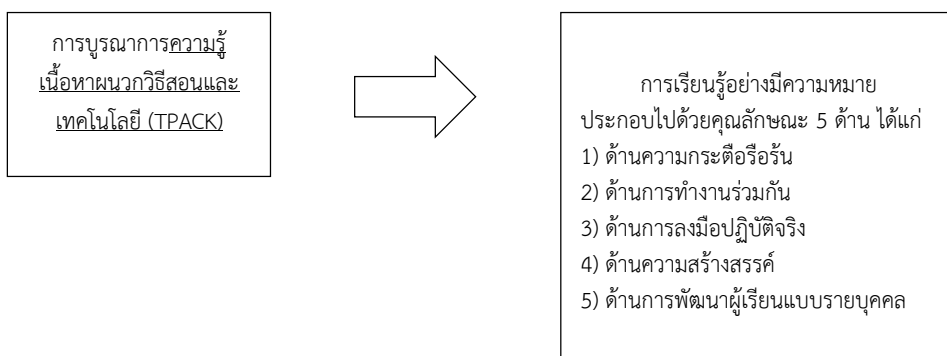 การบูรณาการความรู้
เนื้อหาผนวกวิธีสอนและ
เทคโนโลยี (TPACK)
การเรียนรู้อย่างมีความหมาย
ประกอบไปด้วยคุณลักษณะ 5 ด้าน ได้แก่
1) ด้านความกระตือรือร้น
2) ด้านการทำงานร่วมกัน
3) ด้านการลงมือปฏิบัติจริง
4) ด้านความสร้างสรรค์
5) ด้านการพัฒนาผู้เรียนแบบรายบุคคล